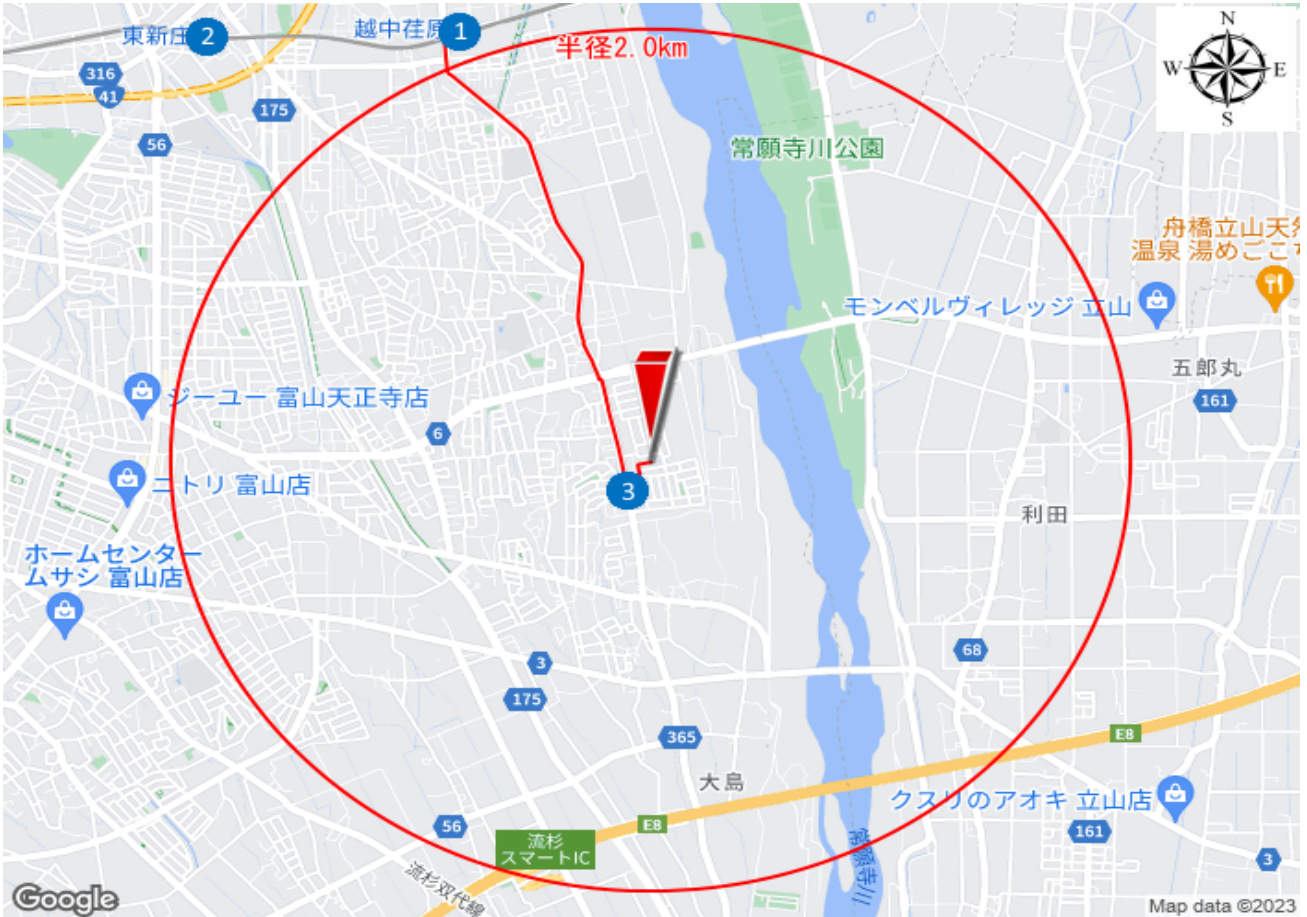 東新庄
2
越中荏原
1
半径2.0km
N
W
E
S
316
41
175
56
常願寺川公園
舟橋立山天然
温泉 湯めごこち
モンベルヴィレッジ 立山
五郎丸
161
ジーユー 富山天正寺店
6
ニトリ 富山店
3
利田
ホームセンター
ムサシ 富山店
3
68
175
365
E8
大島
クスリのアオキ 立山店
56
E8
161
流杉
スマートIC
3
流杉双代線
常願寺川
Google
Map data ©2023